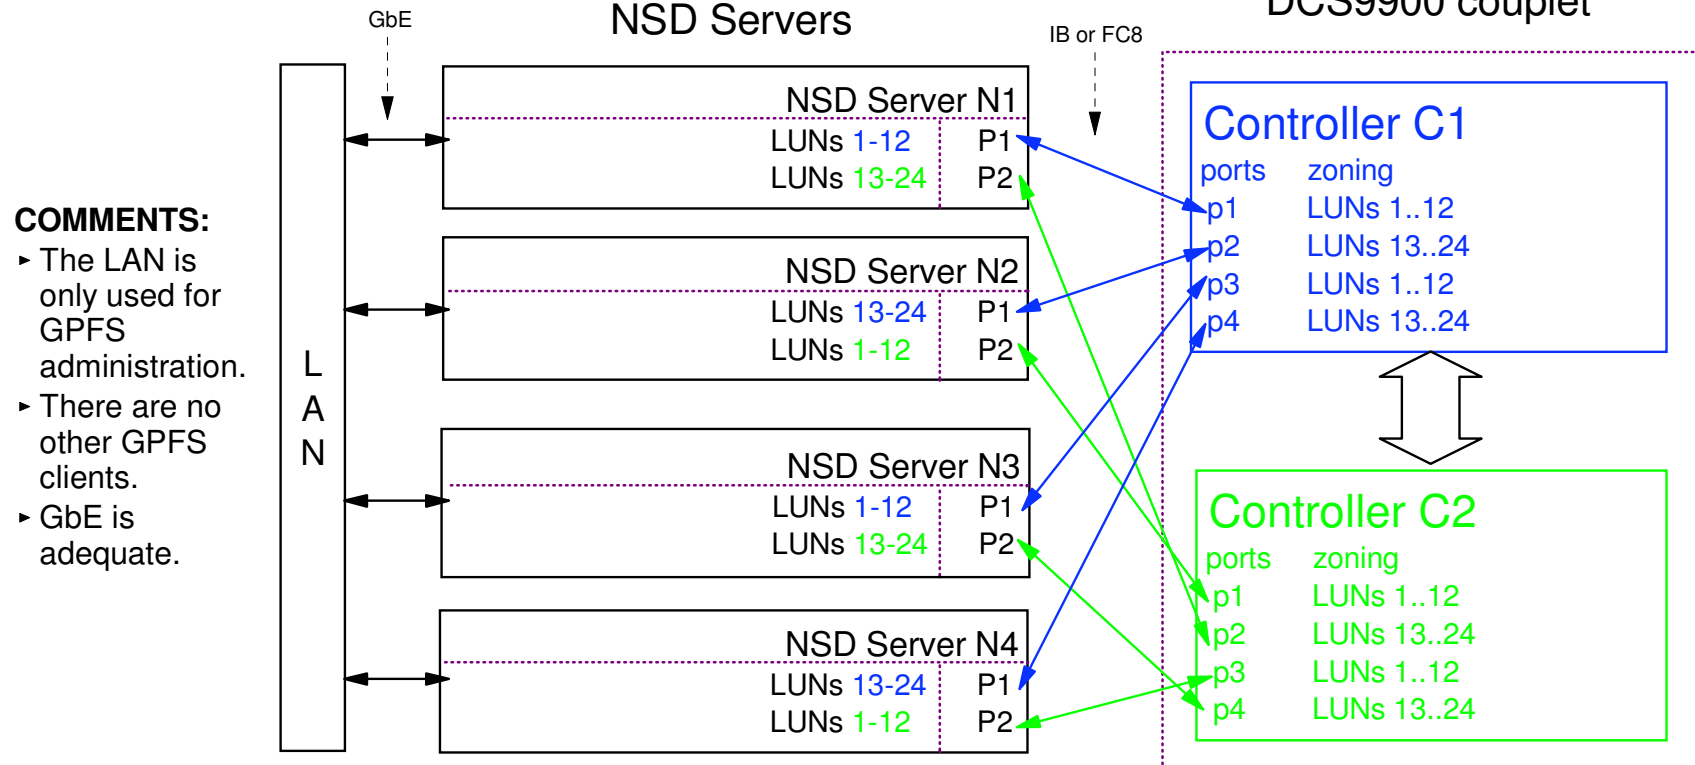 GbE
NSD Servers
IB or FC8
DCS9900 couplet
COMMENTS:
► The LAN is
only used for
GPFS
administration.
► There are no
other GPFS
clients.
► GbE is
adequate.
L
A
N
NSD Server N1
LUNs 1-12 P1
LUNs 13-24 P2
NSD Server N2
LUNs 13-24 P1
LUNs 1-12 P2
NSD Server N3
LUNs 1-12 P1
LUNs 13-24 P2
NSD Server N4
LUNs 13-24 P1
LUNs 1-12 P2
Controller C1
ports zoning
p1 LUNs 1..12
p2 LUNs 13..24
p3 LUNs 1..12
p4 LUNs 13..24
Controller C2
ports zoning
p1 LUNs 1..12
p2 LUNs 13..24
p3 LUNs 1..12
p4 LUNs 13..24